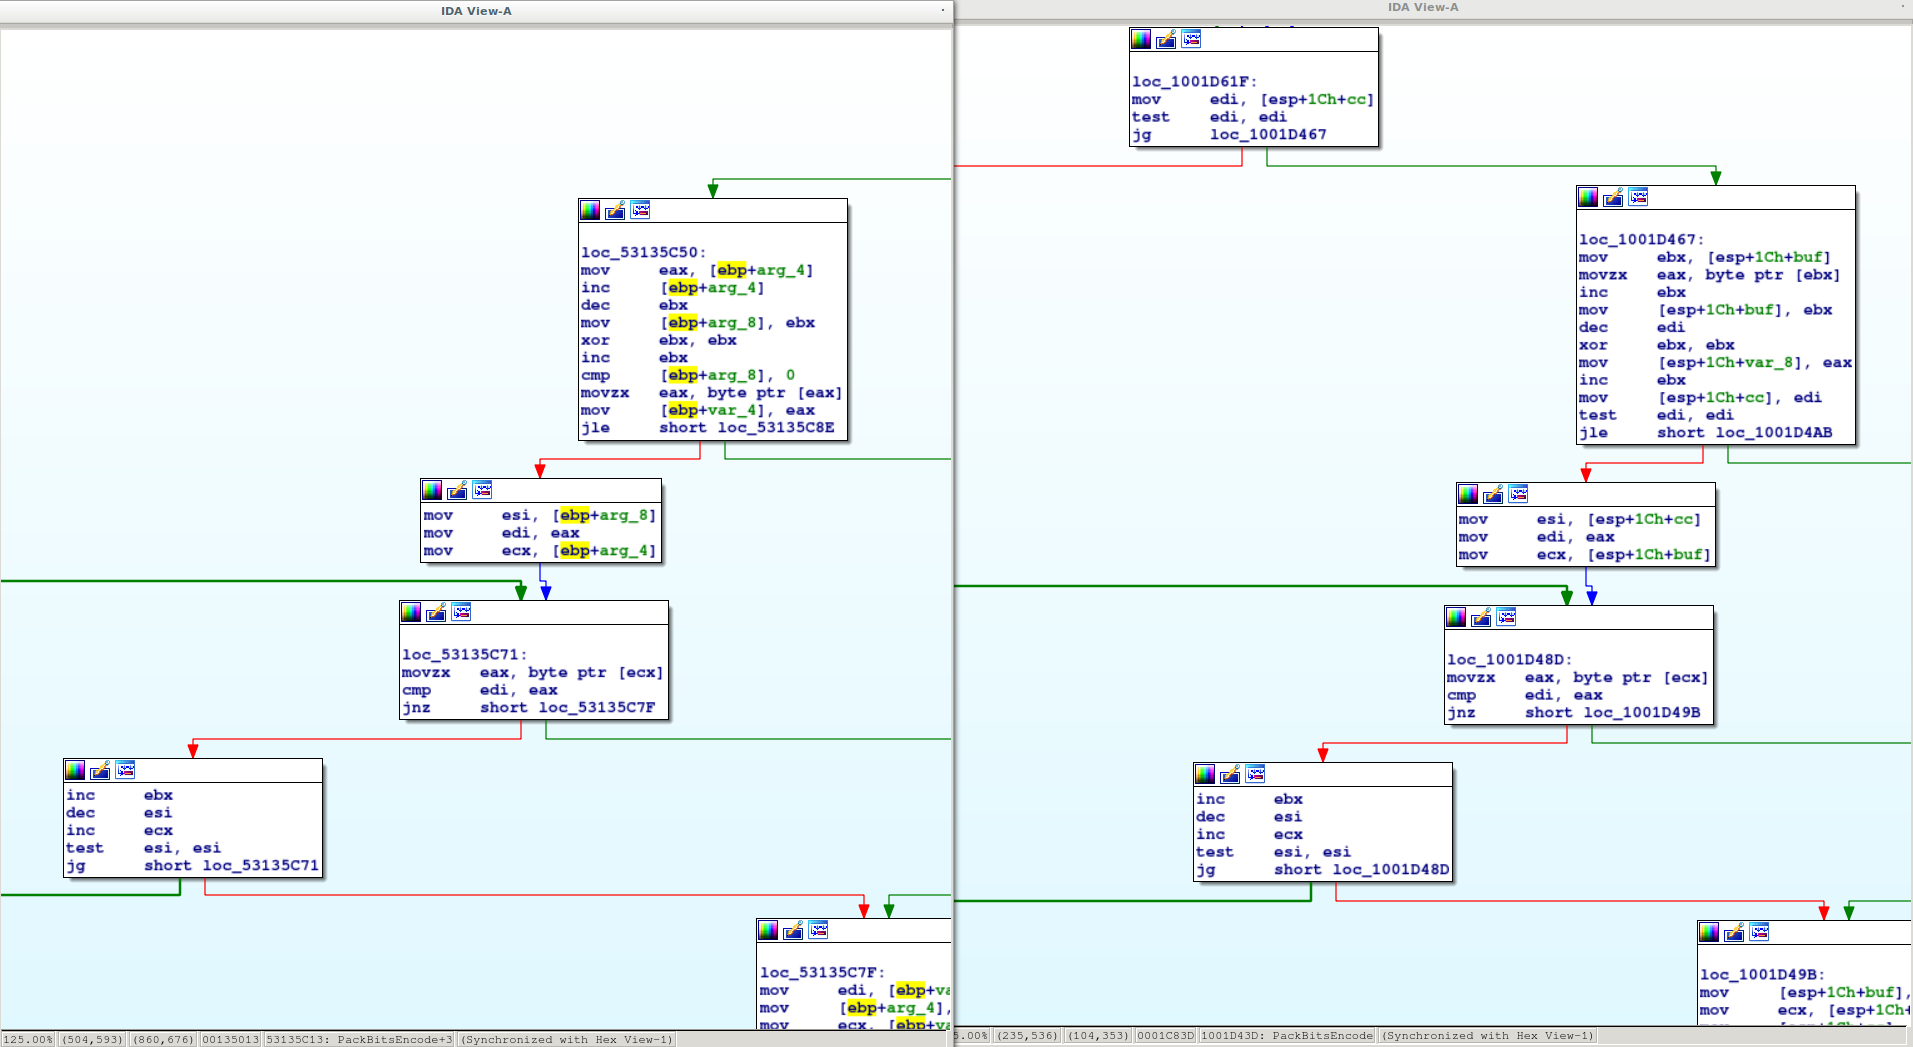 IDA View-A
loc_53135C50:
mov eax, [ebp+arg_4]
inc [ebp+arg_4]
dec ebx
mov [ebp+arg_8], ebx
xor ebx, ebx
inc ebx
cmp [ebp+arg_8], 0
movzx eax, byte ptr [eax]
mov [ebp+var_4], eax
jle short loc_53135C8E
mov esi, [ebp+arg_8]
mov edi, eax
mov ecx, [ebp+arg_4]
loc_53135C71:
movzx eax, byte ptr [ecx]
cmp edi, eax
jnz short loc_53135C7F
inc ebx
dec esi
inc ecx
test esi, esi
jg short loc_53135C71
loc_53135C7F:
mov edi, [ebp+va
mov [ebp+arg_4],
mov ecx, [ebp+va
125.00% (504,593) (860,676) 00135013 53135C13: PackBitsEncode+3 (Synchronized with Hex View-1)
IDA View-A
loc_1001D61F:
mov edi, [esp+1Ch+cc]
test edi, edi
jg loc_1001D467
loc_1001D467:
mov ebx, [esp+1Ch+buf]
movzx eax, byte ptr [ebx]
inc ebx
mov [esp+1Ch+buf], ebx
dec edi
xor ebx, ebx
mov [esp+1Ch+var_8], eax
inc ebx
mov [esp+1Ch+cc], edi
test edi, edi
jle short loc_1001D4AB
mov esi, [esp+1Ch+cc]
mov edi, eax
mov ecx, [esp+1Ch+buf]
loc_1001D48D:
movzx eax, byte ptr [ecx]
cmp edi, eax
jnz short loc_1001D49B
inc ebx
dec esi
inc ecx
test esi, esi
jg short loc_1001D48D
loc_1001D49B:
mov [esp+1Ch+buf],
mov ecx, [esp+1Ch+
5.00% (235,536) (104,353) 0001C83D 1001D43D: PackBitsEncode (Synchronized with Hex View-1)